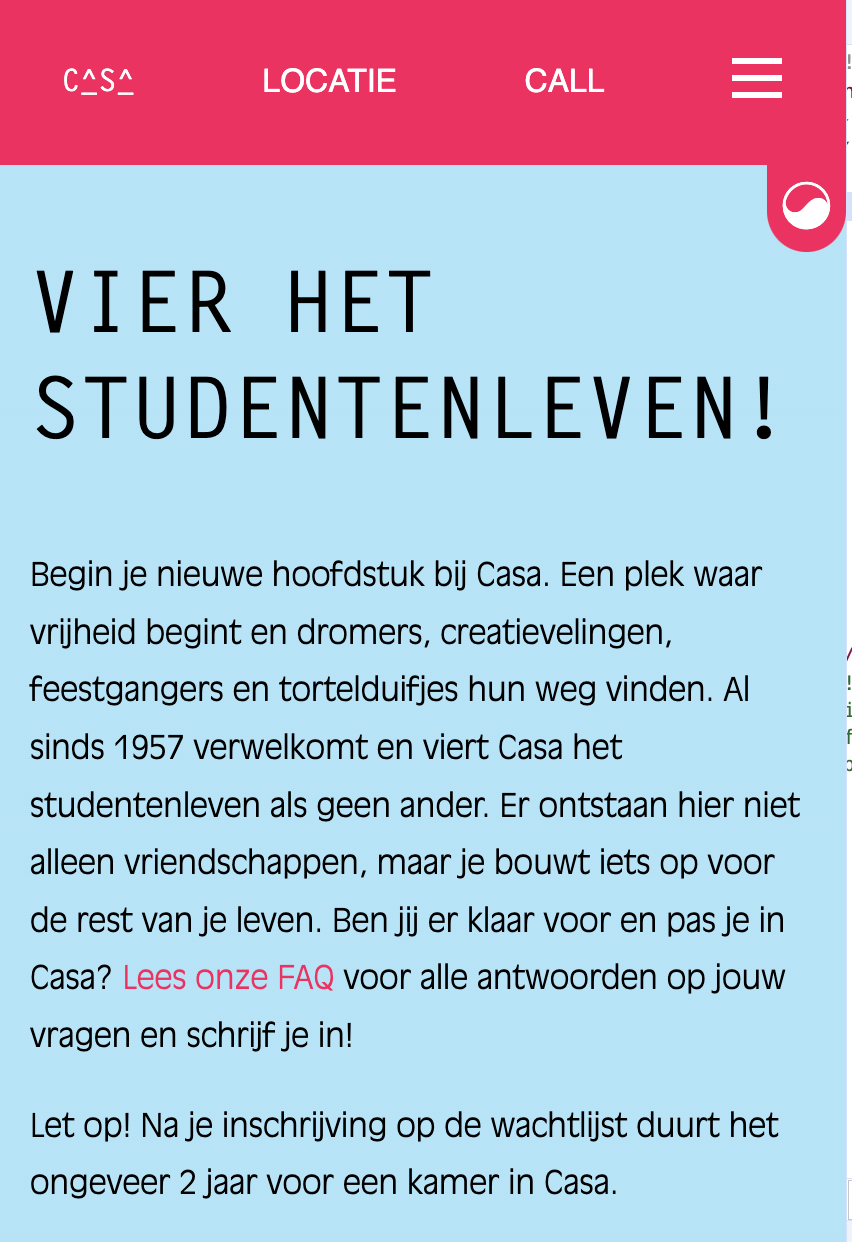 C^S^
LOCATIE
CALL
VIER HET
STUDENTENLEVEN!
Begin je nieuwe hoofdstuk bij Casa. Een plek waar
vrijheid begint en dromers, creatievelingen,
feestgangers en tortelduifjes hun weg vinden. Al
sinds 1957 verwelkomt en viert Casa het
studentenleven als geen ander. Er ontstaan hier niet
alleen vriendschappen, maar je bouwt iets op voor
de rest van je leven. Ben jij er klaar voor en pas je in
Casa? Lees onze FAQ voor alle antwoorden op jouw
vragen en schrijf je in!
Let op! Na je inschrijving op de wachtlijst duurt het
ongeveer 2 jaar voor een kamer in Casa.